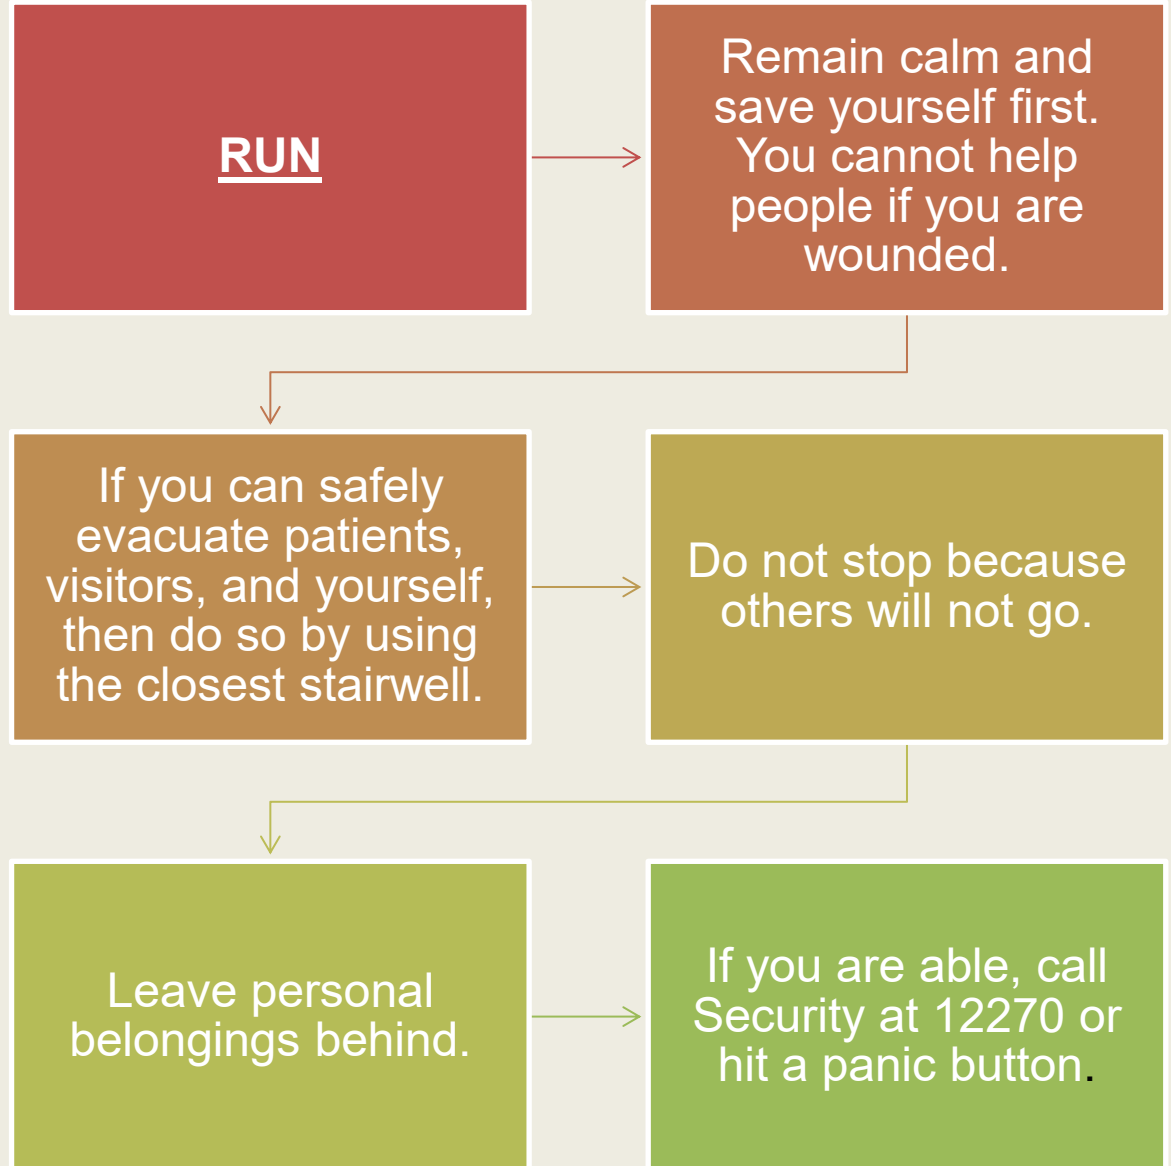 RUN
Remain calm and
save yourself first.
You cannot help
people if you are
wounded.
If you can safely
evacuate patients,
visitors, and yourself,
then do so by using
the closest stairwell.
Do not stop because
others will not go.
Leave personal
belongings behind.
If you are able, call
Security at 12270 or
hit a panic button.